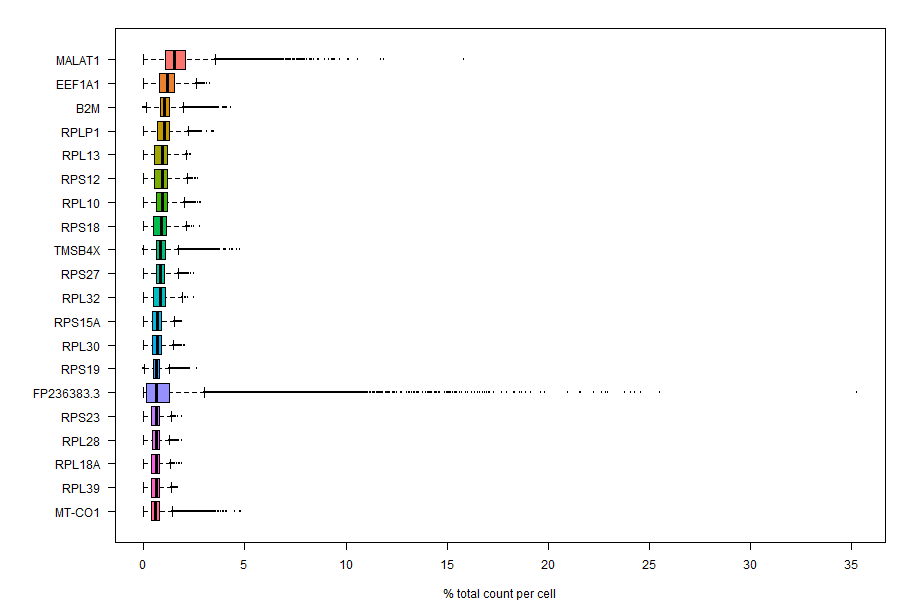 MALAT1
EEF1A1
B2M
RPLP1
RPL13
RPS12
RPL10
RPS18
TMSB4X
RPS27
RPL32
RPS15A
RPL30
RPS19
FP236383.3
RPS23
RPL28
RPL18A
RPL39
MT-CO1
0 5 10 15 20 25 30 35
% total count per cell